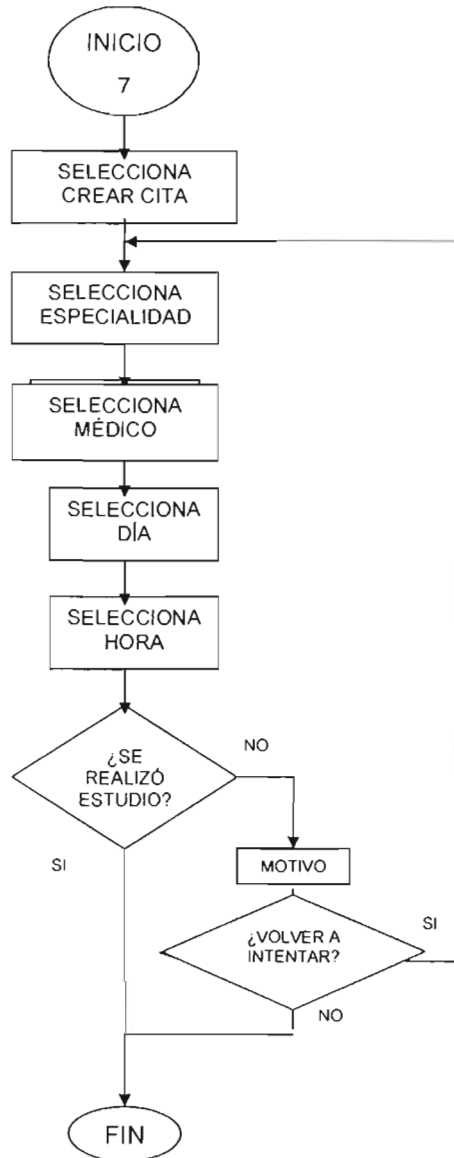 INICIO
7
SELECCIONA
CREAR CITA
SELECCIONA
ESPECIALIDAD
SELECCIONA
MÉDICO
SELECCIONA
DÍA
SELECCIONA
HORA
¿SE
REALIZÓ
ESTUDIO?
NO
SI
MOTIVO
¿VOLVER A
INTENTAR?
SI
NO
FIN